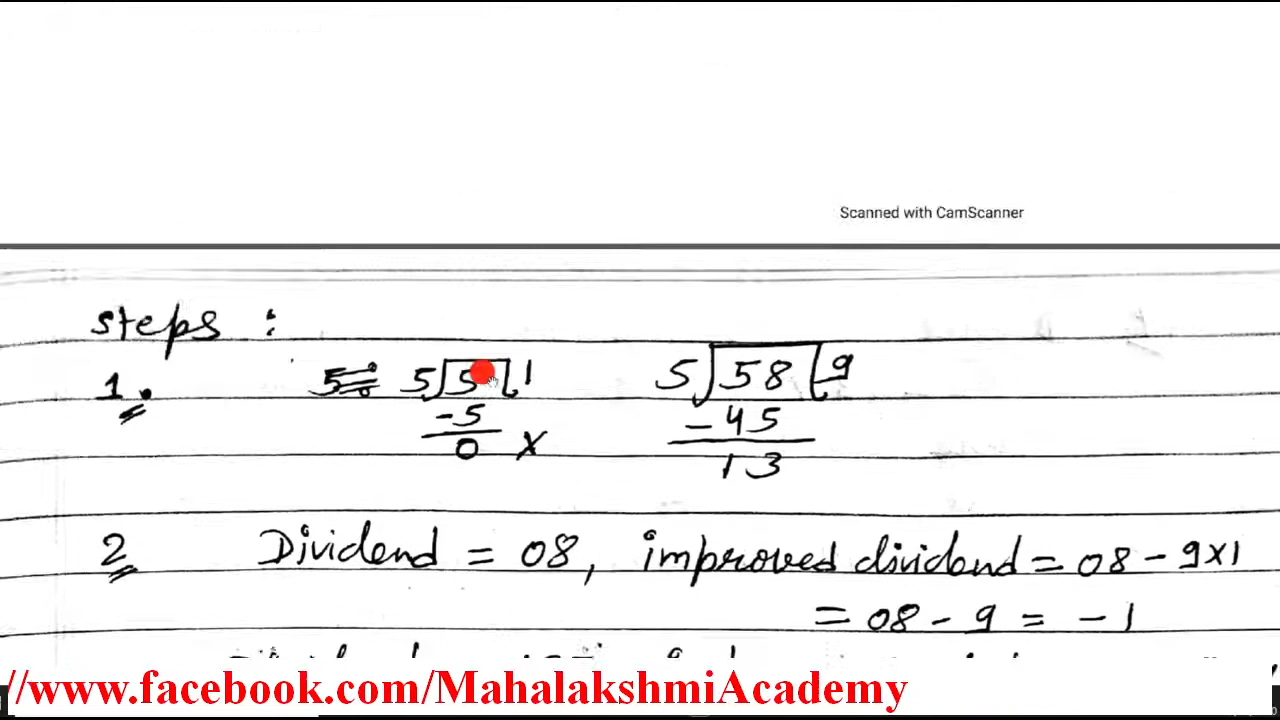 Scanned with CamScanner
steps :
1. 5 5 1 5 58 9
-5 -45
0 x 13
2 Dividend = 08, improved dividend = 08 - 9x1
= 08 - 9 = -1
//www.facebook.com/MahalakshmiAcademy